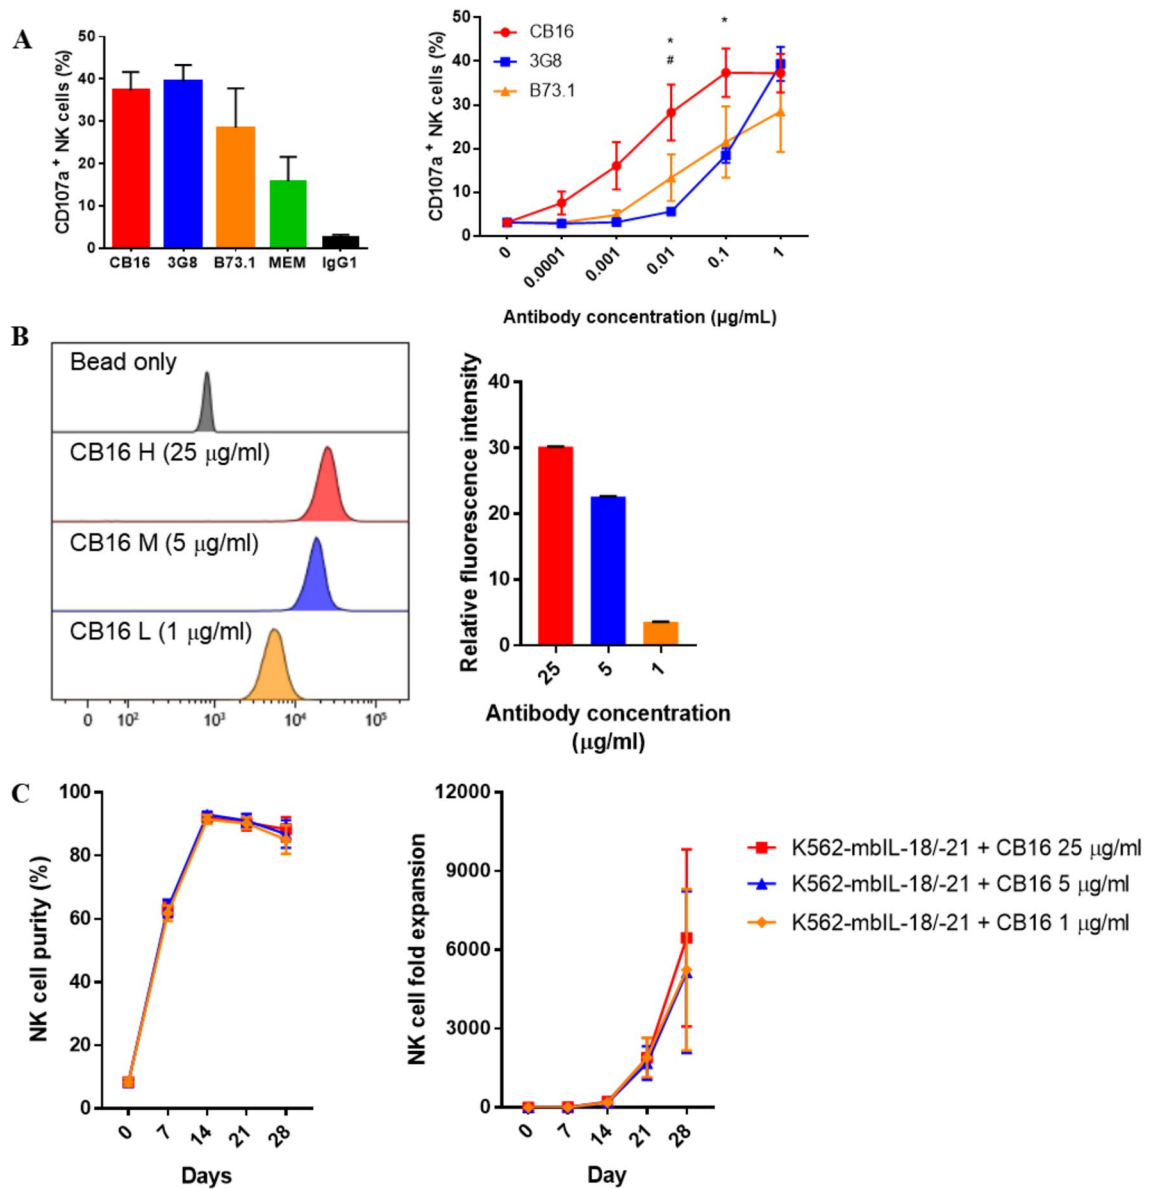 A
CD107a + NK cells (%)
50
40
30
20
10
0
CB16 3G8 B73.1 MEM IgG1
CD107a + NK cells (%)
50
40
30
20
10
0
CB16
3G8
B73.1
*
#
*
0 0.0001 0.001 0.01 0.1 1
Antibody concentration (µg/mL)
B
Bead only
CB16 H (25 µg/ml)
CB16 M (5 µg/ml)
CB16 L (1 µg/ml)
0 10² 10³ 10⁴ 10⁵
Relative fluorescence intensity
40
30
20
10
0
25 5 1
Antibody concentration
(µg/ml)
C
NK cell purity (%)
100
80
60
40
20
0
0 7 14 21 28
Days
NK cell fold expansion
12000
9000
6000
3000
0
0 7 14 21 28
Day
K562-mbIL-18/-21 + CB16 25 µg/ml
K562-mbIL-18/-21 + CB16 5 µg/ml
K562-mbIL-18/-21 + CB16 1 µg/ml